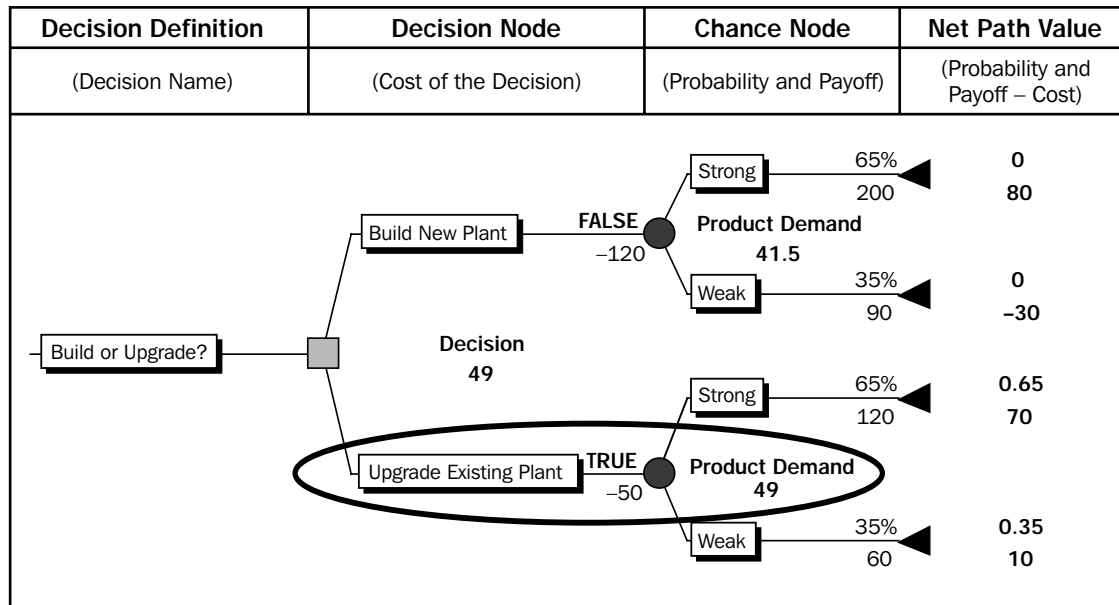 Decision Definition
Decision Node
Chance Node
Net Path Value
(Decision Name)
(Cost of the Decision)
(Probability and Payoff)
(Probability and
Payoff – Cost)
Strong
65%
200
0
80
Build New Plant
FALSE
–120
Product Demand
41.5
Weak
35%
90
0
–30
Build or Upgrade?
Decision
49
Strong
65%
120
0.65
70
Upgrade Existing Plant
TRUE
–50
Product Demand
49
Weak
35%
60
0.35
10